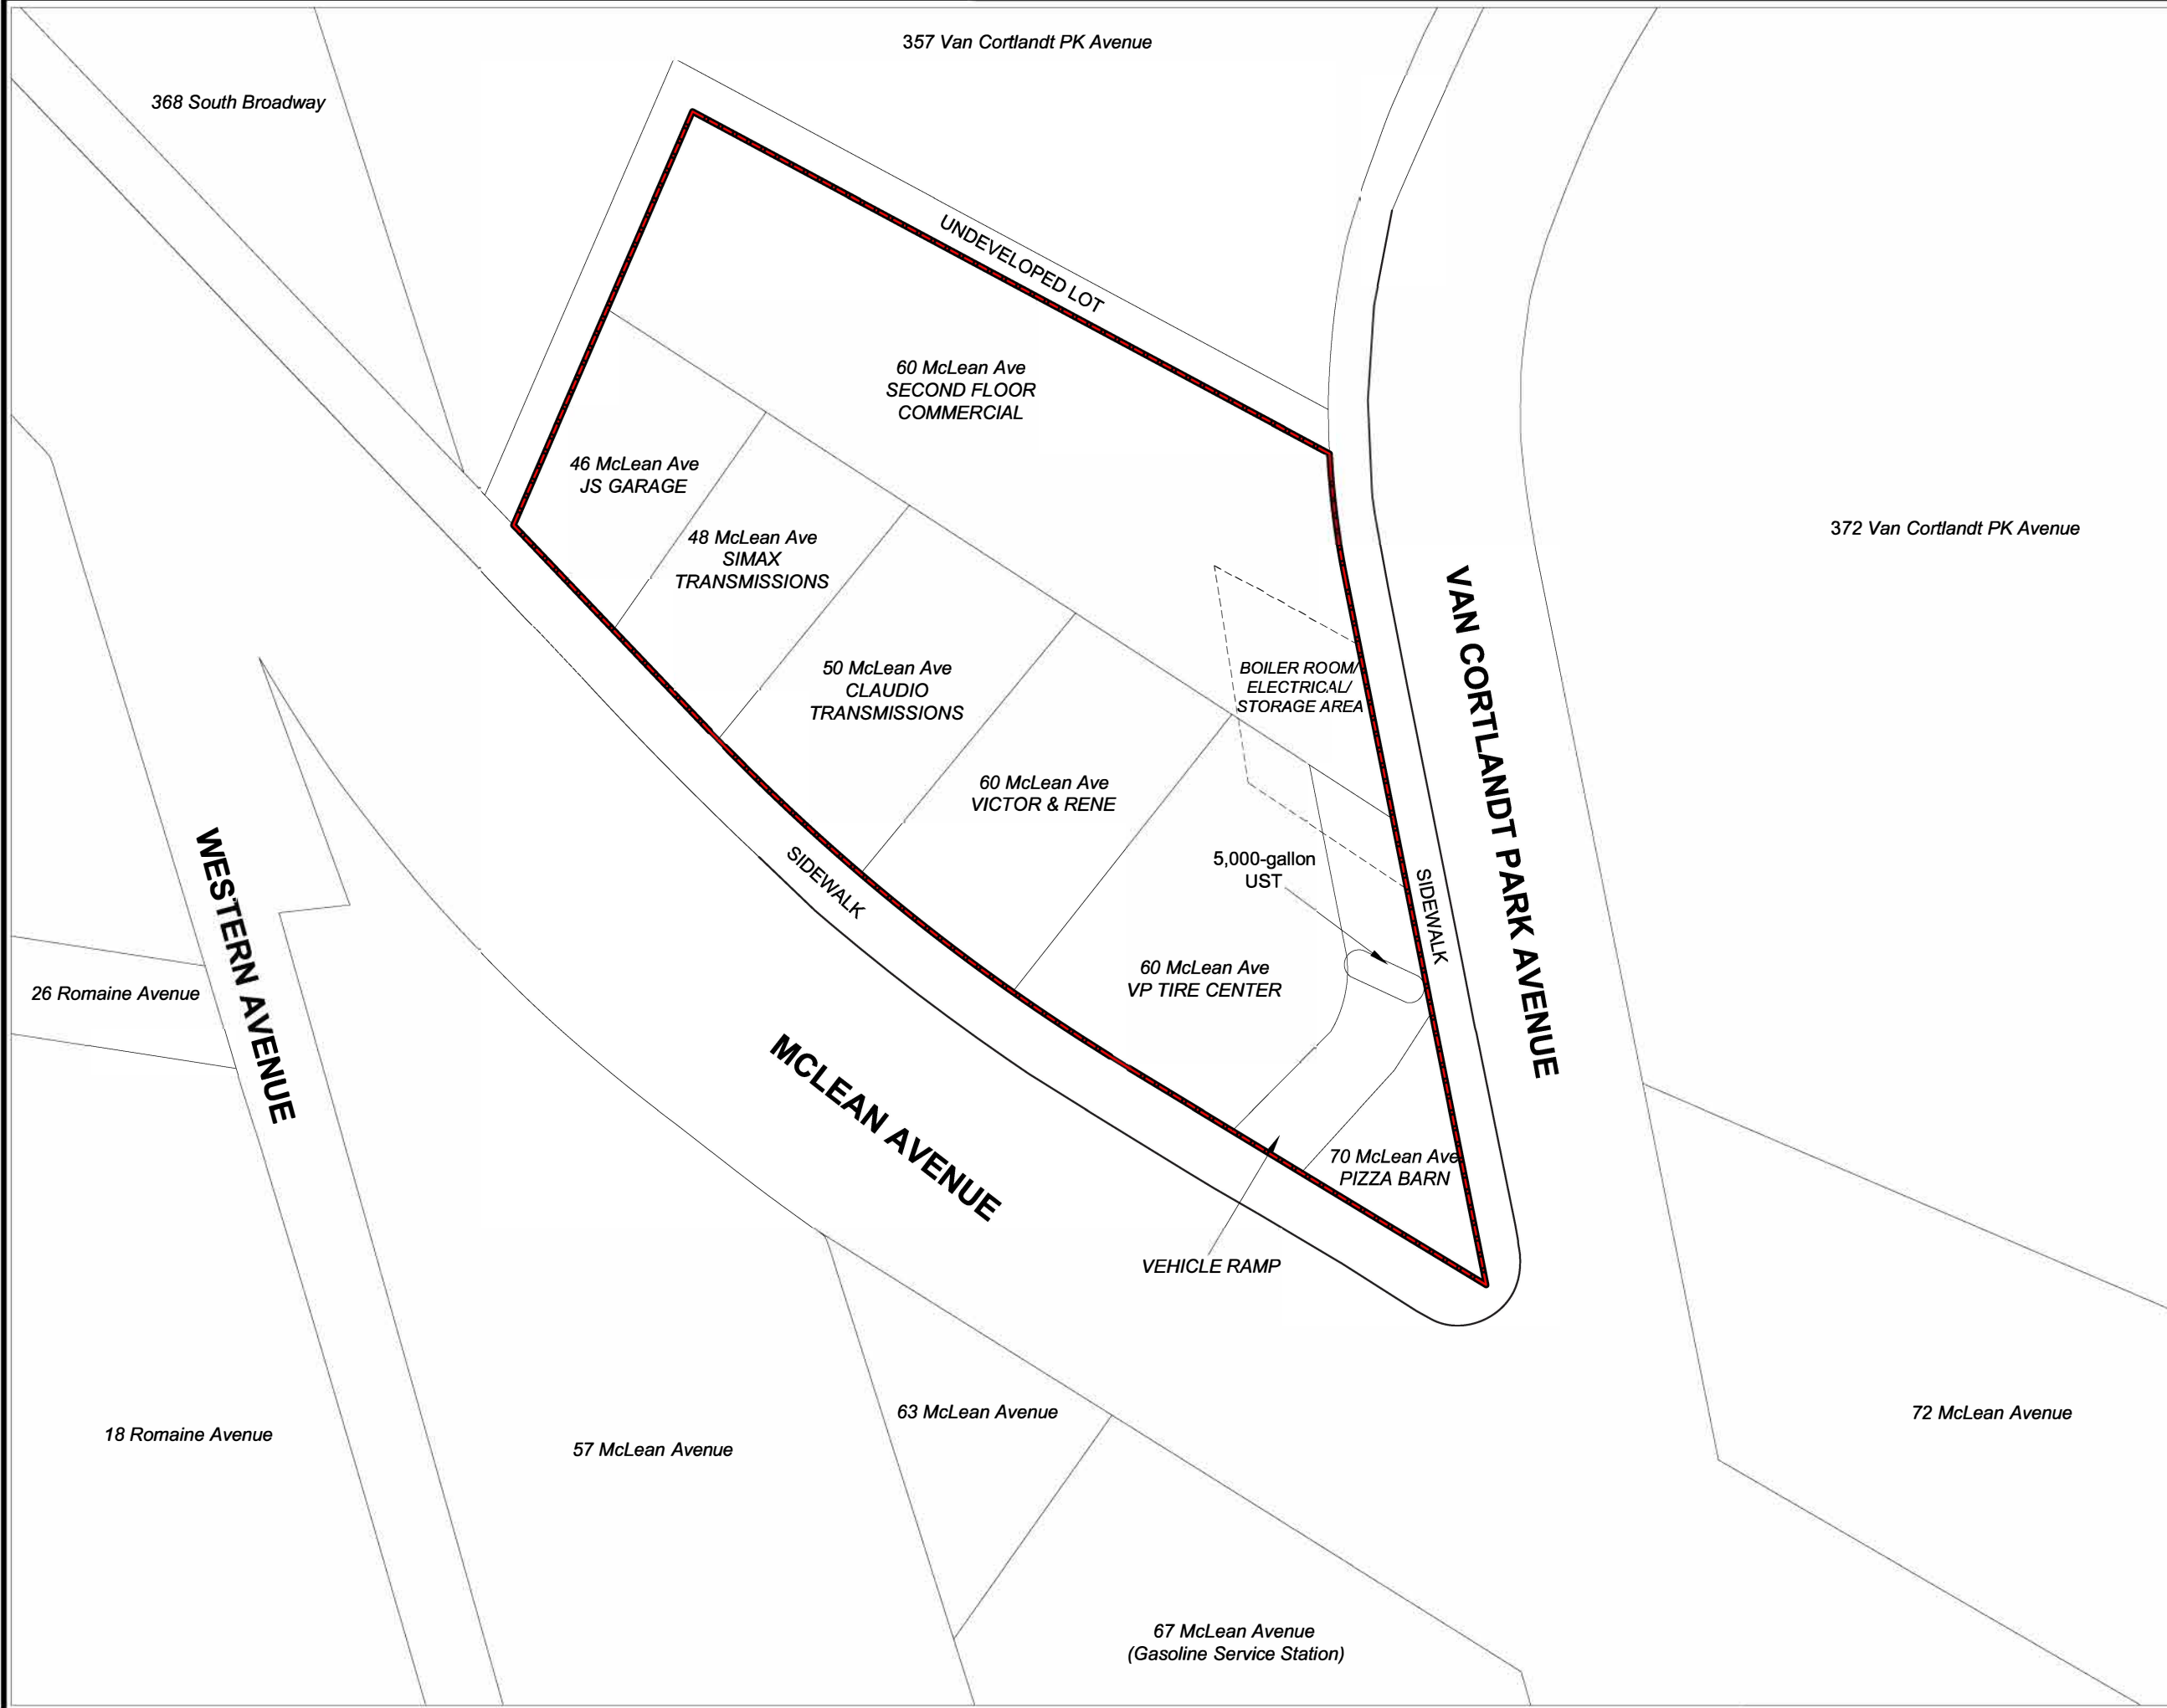 357 Van Cortlandt PK Avenue
368 South Broadway
UNDEVELOPED LOT
60 McLean Ave
SECOND FLOOR
COMMERCIAL
46 McLean Ave
JS GARAGE
48 McLean Ave
SIMAX
TRANSMISSIONS
372 Van Cortlandt PK Avenue
VAN CORTLANDT PARK AVENUE
50 McLean Ave
CLAUDIO
TRANSMISSIONS
BOILER ROOM/
ELECTRICAL/
STORAGE AREA
60 McLean Ave
VICTOR & RENE
5,000-gallon
UST
SIDEWALK
SIDEWALK
WESTERN AVENUE
60 McLean Ave
VP TIRE CENTER
26 Romaine Avenue
MCLEAN AVENUE
70 McLean Ave
PIZZA BARN
VEHICLE RAMP
63 McLean Avenue
72 McLean Avenue
18 Romaine Avenue
57 McLean Avenue
67 McLean Avenue
(Gasoline Service Station)